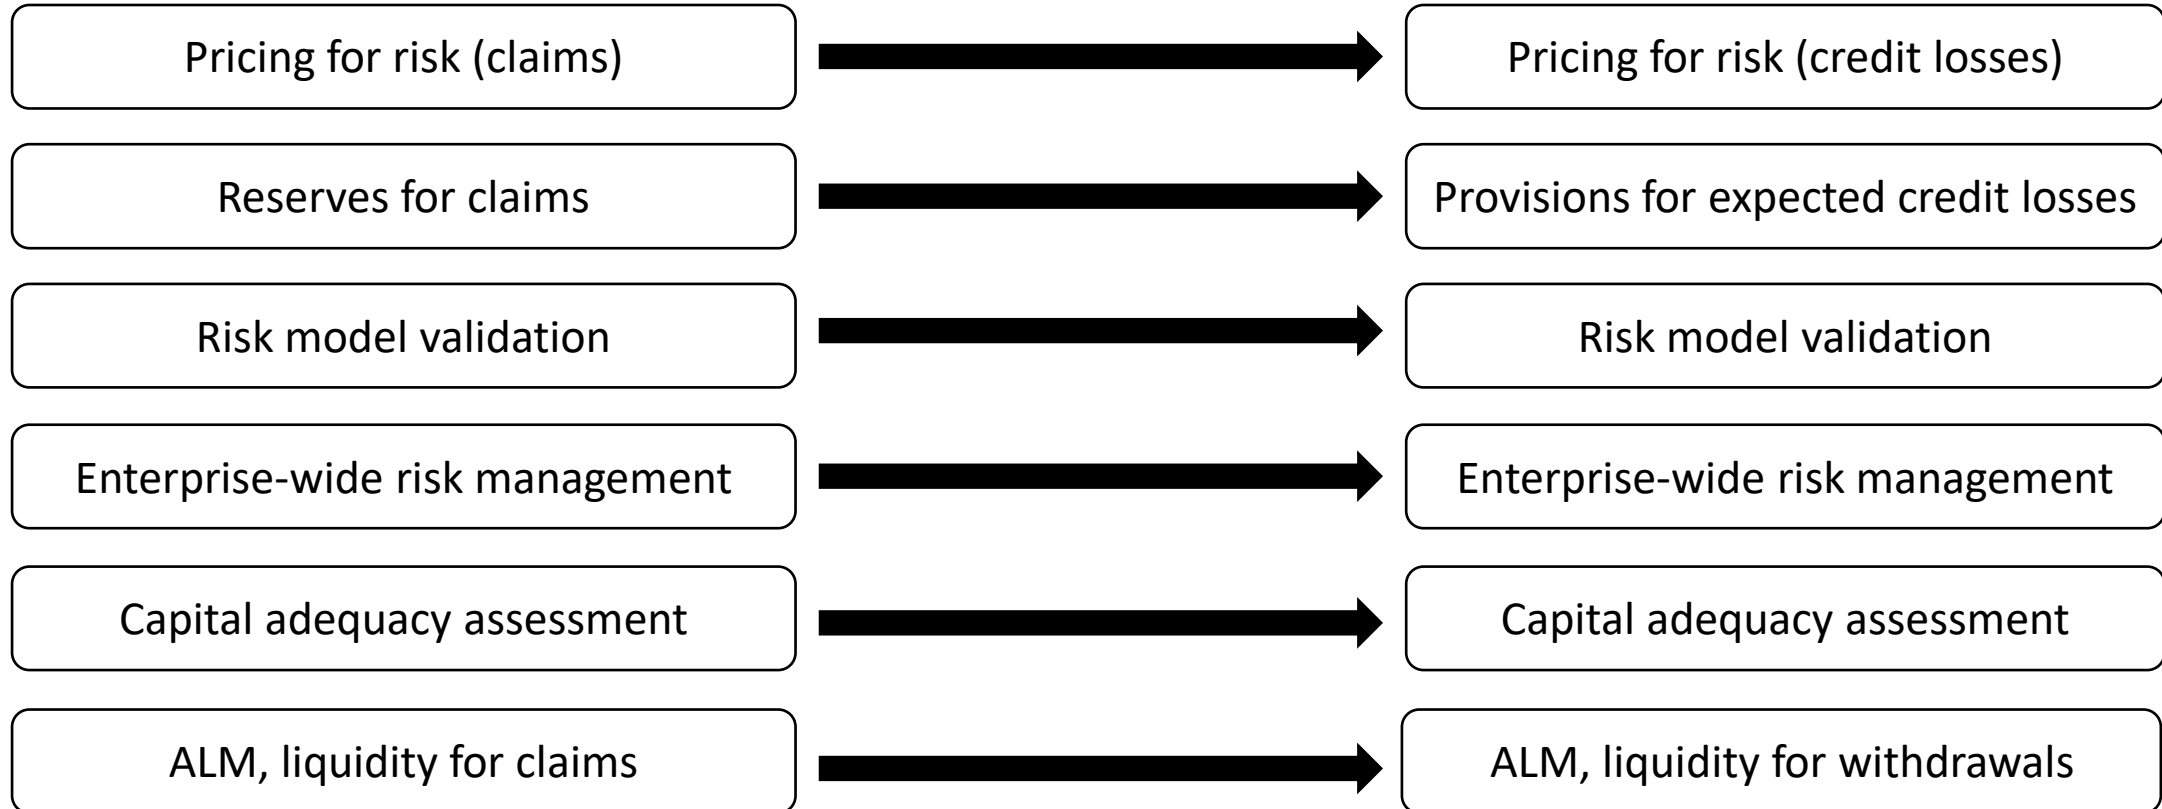 Pricing for risk (claims)
Pricing for risk (credit losses)
Reserves for claims
Provisions for expected credit losses
Risk model validation
Risk model validation
Enterprise-wide risk management
Enterprise-wide risk management
Capital adequacy assessment
Capital adequacy assessment
ALM, liquidity for claims
ALM, liquidity for withdrawals